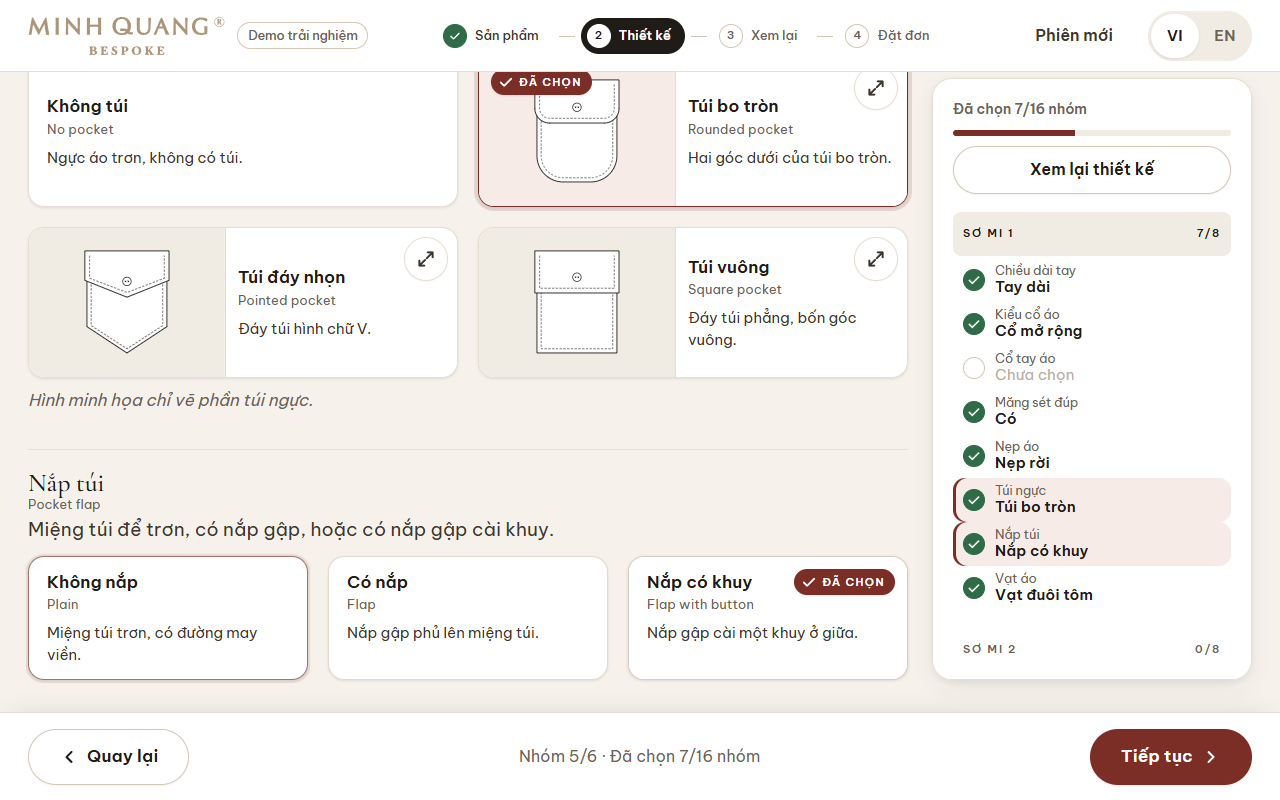 MINH QUANG®
BESPOKE
Demo trải nghiệm
Sản phẩm
2 Thiết kế
3 Xem lại
4 Đặt đơn
Phiên mới
VI
EN
Không túi
No pocket
Ngực áo trơn, không có túi.
ĐÃ CHỌN
Túi bo tròn
Rounded pocket
Hai góc dưới của túi bo tròn.
Túi đáy nhọn
Pointed pocket
Đáy túi hình chữ V.
Túi vuông
Square pocket
Đáy túi phẳng, bốn góc
vuông.
Hình minh họa chỉ vẽ phần túi ngực.
Nắp túi
Pocket flap
Miệng túi để trơn, có nắp gập, hoặc có nắp gập cài khuy.
Không nắp
Plain
Miệng túi trơn, có đường may
viền.
Có nắp
Flap
Nắp gập phủ lên miệng túi.
Nắp có khuy
ĐÃ CHỌN
Flap with button
Nắp gập cài một khuy ở giữa.
Đã chọn 7/16 nhóm
Xem lại thiết kế
SƠ MI 1
7/8
Chiều dài tay
Tay dài
Kiểu cổ áo
Cổ mở rộng
Cổ tay áo
Chưa chọn
Măng sét đúp
Có
Nẹp áo
Nẹp rời
Túi ngực
Túi bo tròn
Nắp túi
Nắp có khuy
Vạt áo
Vạt đuôi tôm
SƠ MI 2
0/8
Quay lại
Nhóm 5/6 · Đã chọn 7/16 nhóm
Tiếp tục